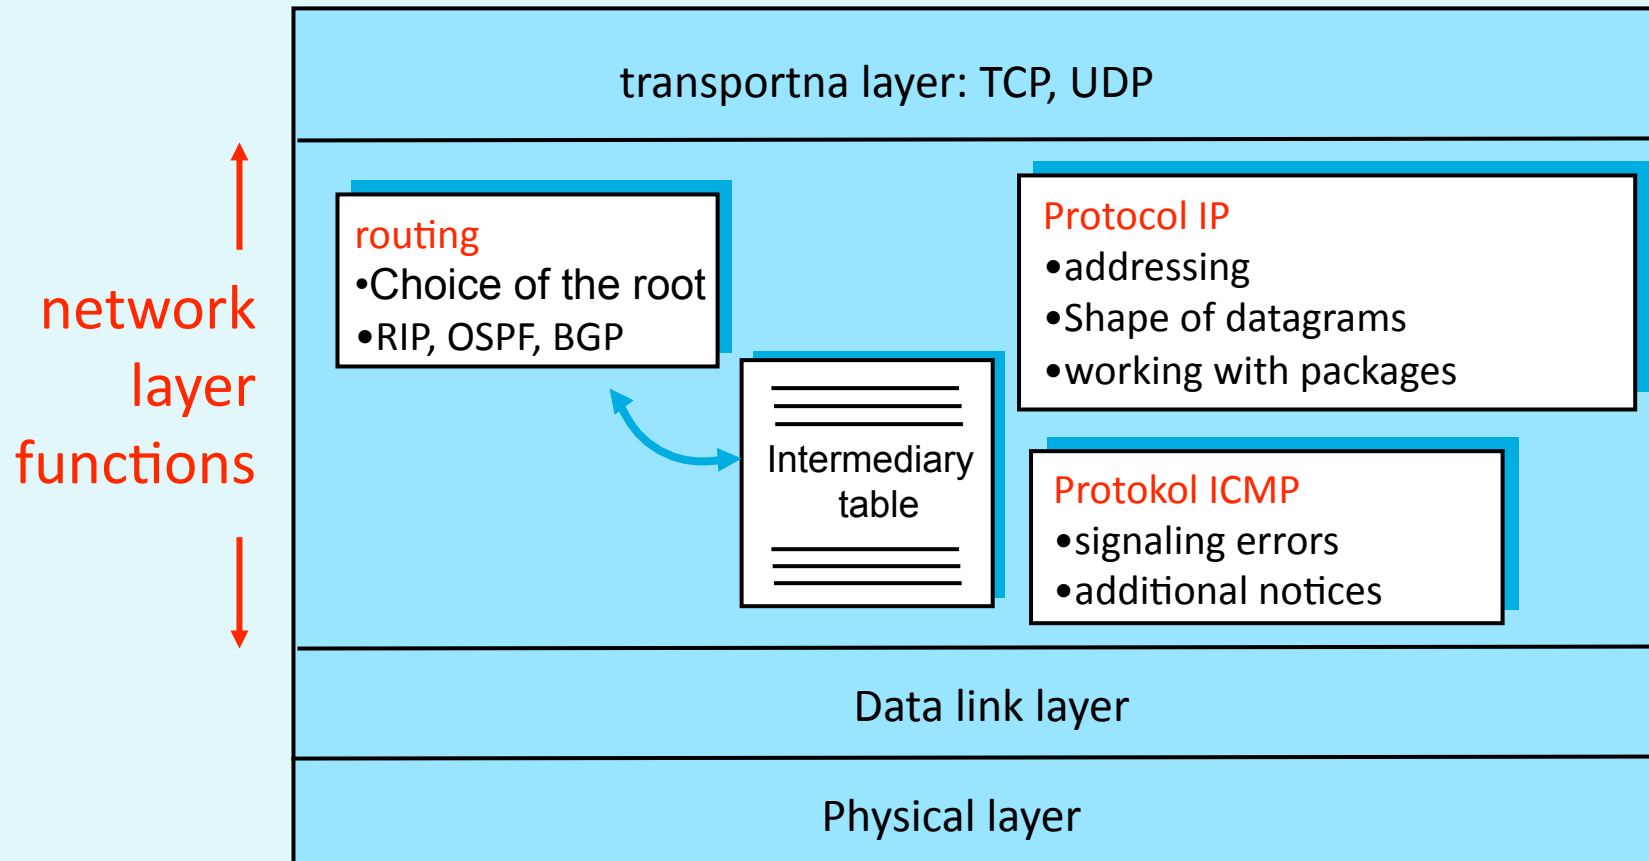 transportna layer: TCP, UDP
network
layer
functions
routing
•Choice of the root
•RIP, OSPF, BGP
Intermediary
table
Protocol IP
•addressing
•Shape of datagrams
•working with packages
Protokol ICMP
•signaling errors
•additional notices
Data link layer
Physical layer